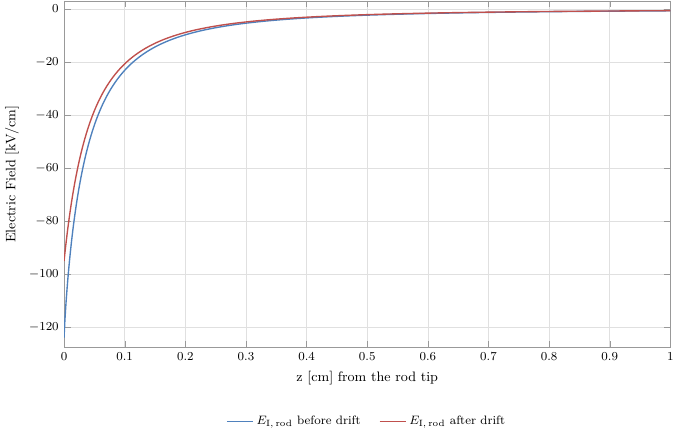 0
−20
−40
−60
−80
−100
−120
Electric Field [kV/cm]
0 0.1 0.2 0.3 0.4 0.5 0.6 0.7 0.8 0.9 1
z [cm] from the rod tip
E_{I, rod} before drift E_{I, rod} after drift